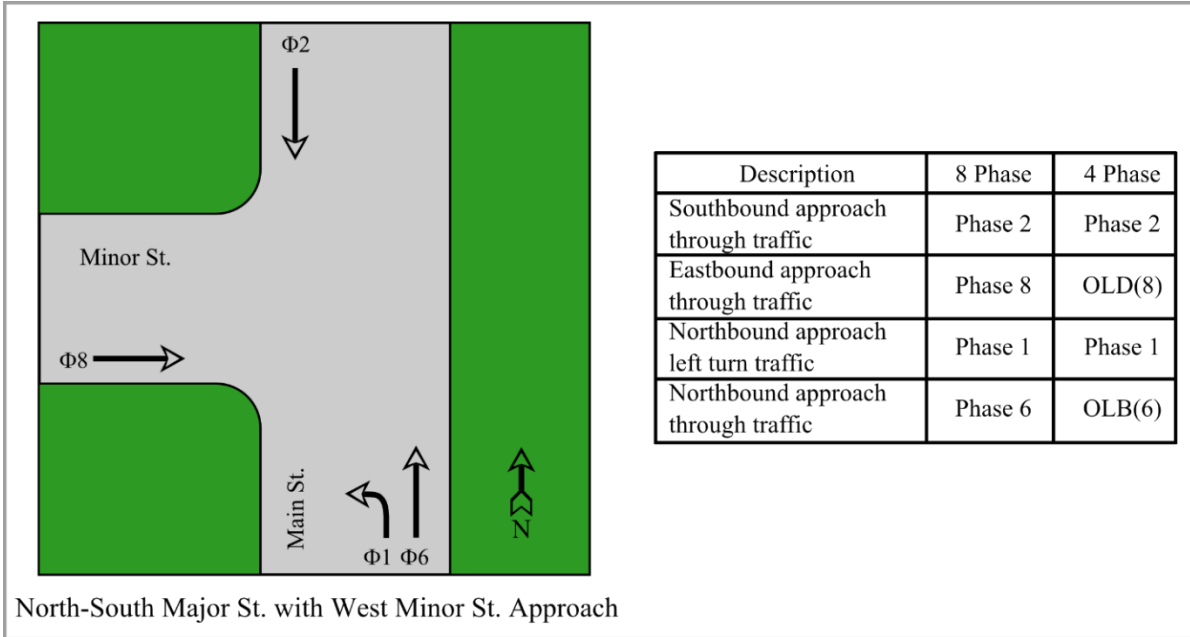 Φ2
Minor St.
Φ8
Main St.
Φ1 Φ6
N
North-South Major St. with West Minor St. Approach
Description 8 Phase 4 Phase
Southbound approach
through traffic
Phase 2 Phase 2
Eastbound approach
through traffic
Phase 8 OLD(8)
Northbound approach
left turn traffic
Phase 1 Phase 1
Northbound approach
through traffic
Phase 6 OLB(6)